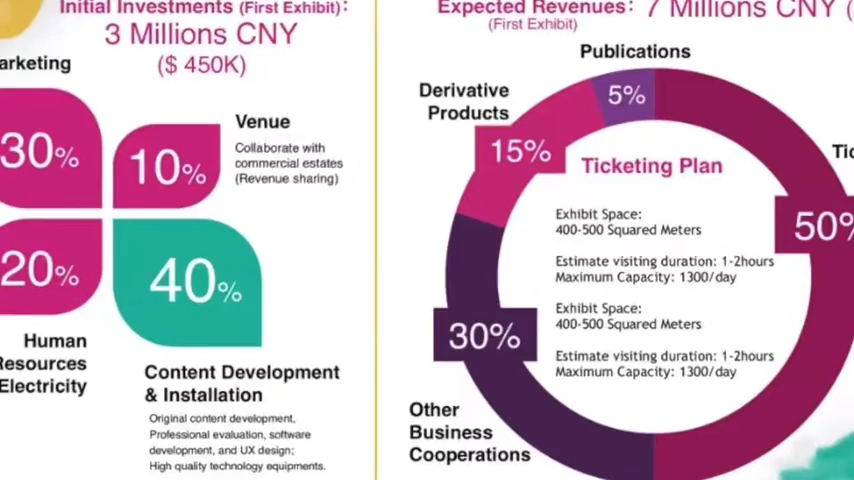 Initial Investments (First Exhibit):
3 Millions CNY
($ 450K)
arketing
30%
10%
Venue
Collaborate with
commercial estates
(Revenue sharing)
20%
40%
Human
Resources
Electricity
Content Development
& Installation
Original content development,
Professional evaluation, software
development, and UX design;
High quality technology equipments.
Expected Revenues: 7 Millions CNY (
(First Exhibit)
Publications
5%
Derivative
Products
15%
Tic
50%
Ticketing Plan
Exhibit Space:
400-500 Squared Meters
Estimate visiting duration: 1-2hours
Maximum Capacity: 1300/day
Exhibit Space:
400-500 Squared Meters
Estimate visiting duration: 1-2hours
Maximum Capacity: 1300/day
30%
Other
Business
Cooperations